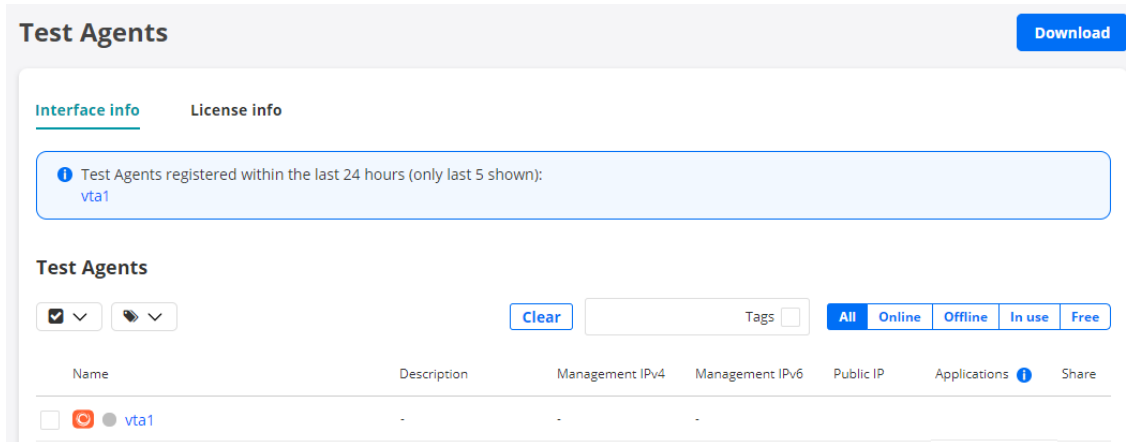 Test Agents
Download
Interface info License info
Test Agents registered within the last 24 hours (only last 5 shown):
vta1
Test Agents
Clear Tags All Online Offline In use Free
Name Description Management IPv4 Management IPv6 Public IP Applications Share
vta1 - - -